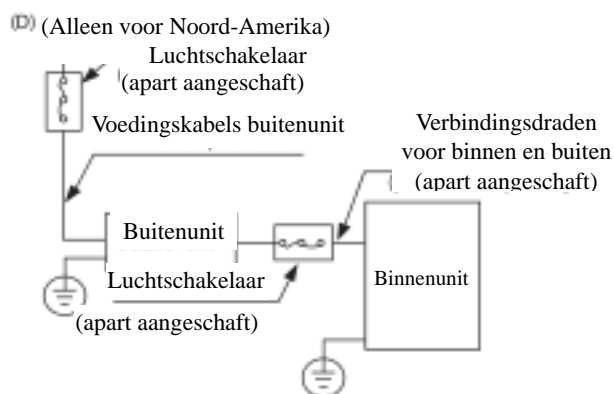 (D) (Alleen voor Noord-Amerika)
Luchtschakelaar
(apart aangeschaft)
Voedingskabels buitenunit
Verbindingsdraden
voor binnen en buiten
(apart aangeschaft)
Buitenunit
Luchtschakelaar
(apart aangeschaft)
Binnenunit